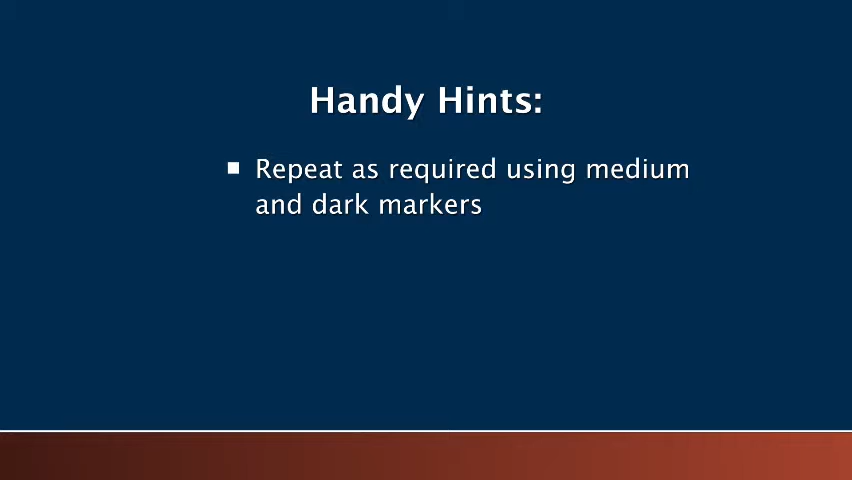 Handy Hints:
Repeat as required using medium
and dark markers